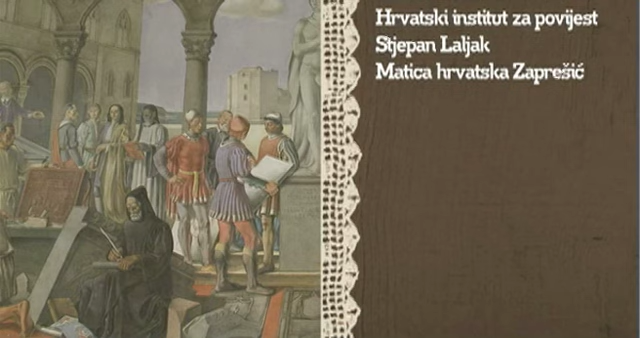 Hrvatski institut za povijest
Stjepan Laljak
Matica hrvatska Zaprešić